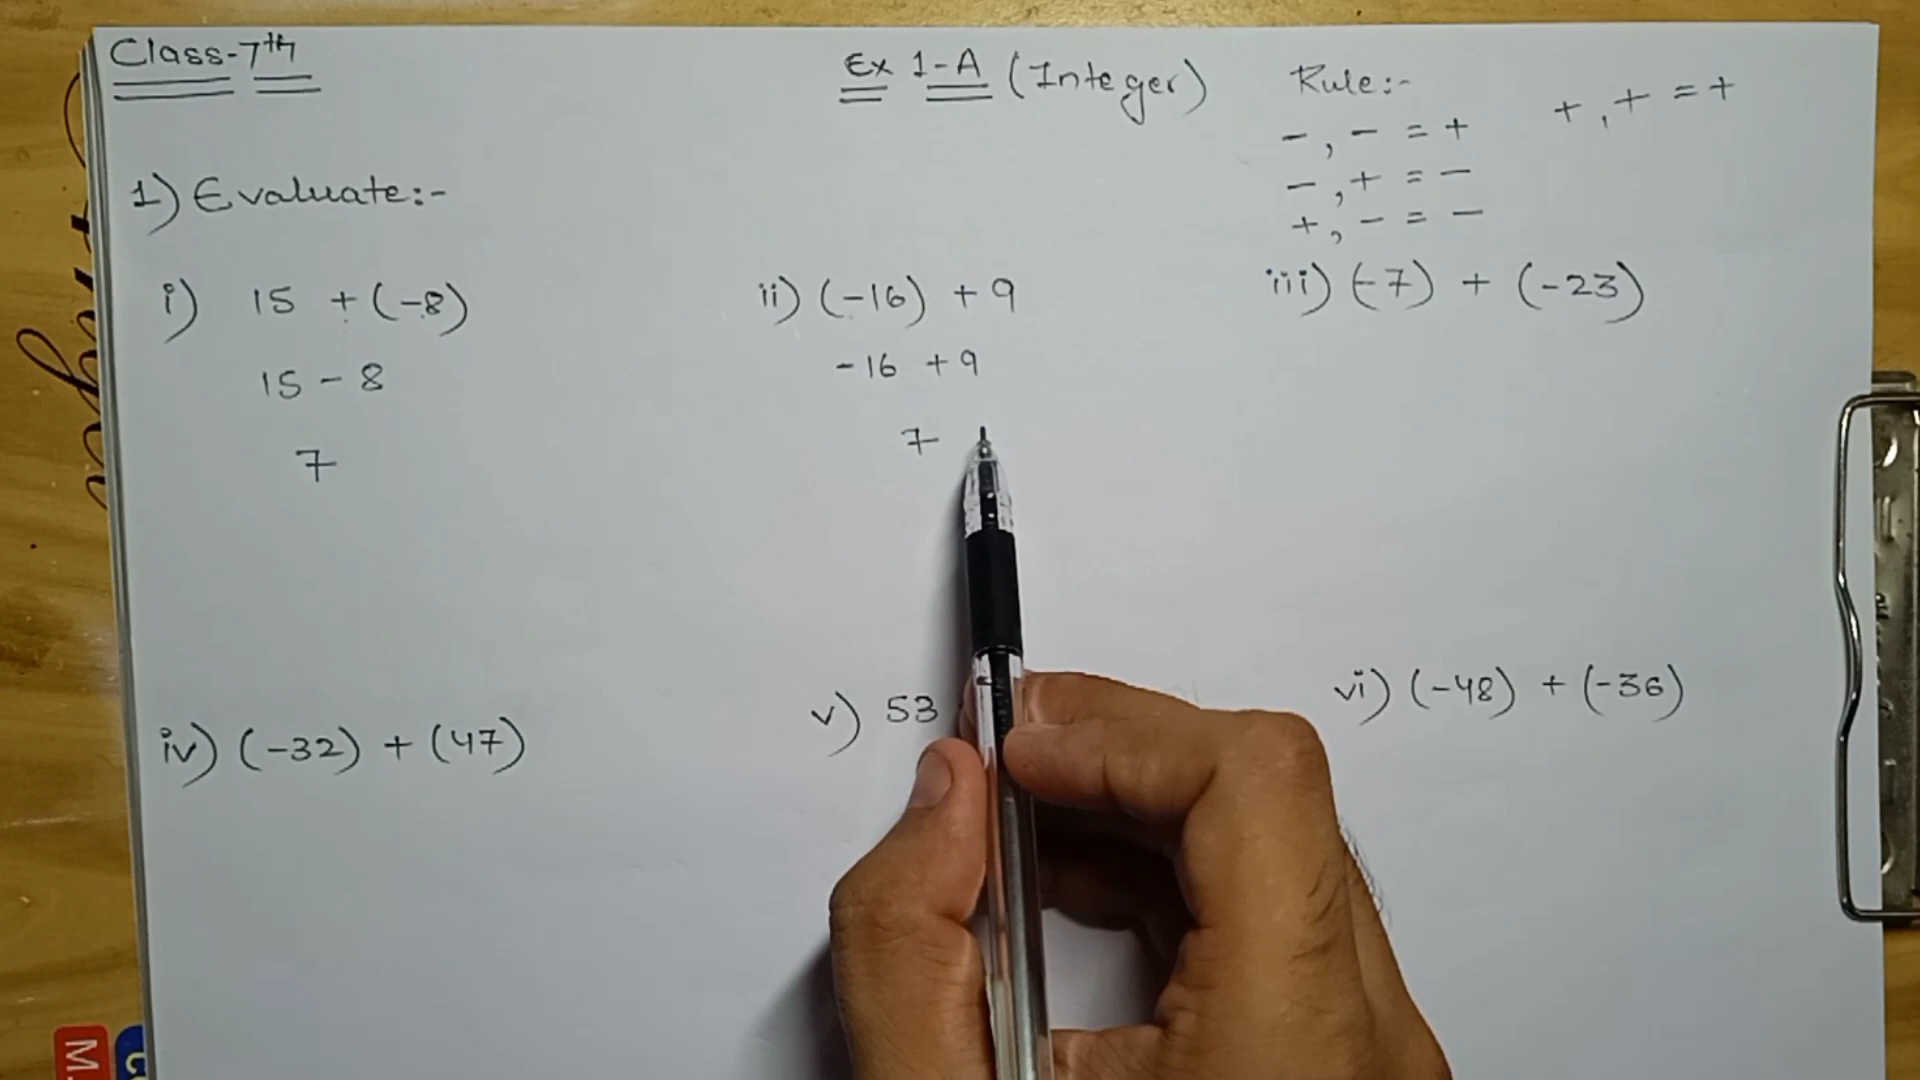 Class-7th
Ex 1-A (Integer)
Rule:-
-, - = +
+, + = +
-, + = -
+, - = -
1) Evaluate:-
i) 15 + (-8)
15 - 8
7
ii) (-16) + 9
-16 + 9
7
iii) (-7) + (-23)
iv) (-32) + (47)
v) 53
vi) (-48) + (-36)
M.